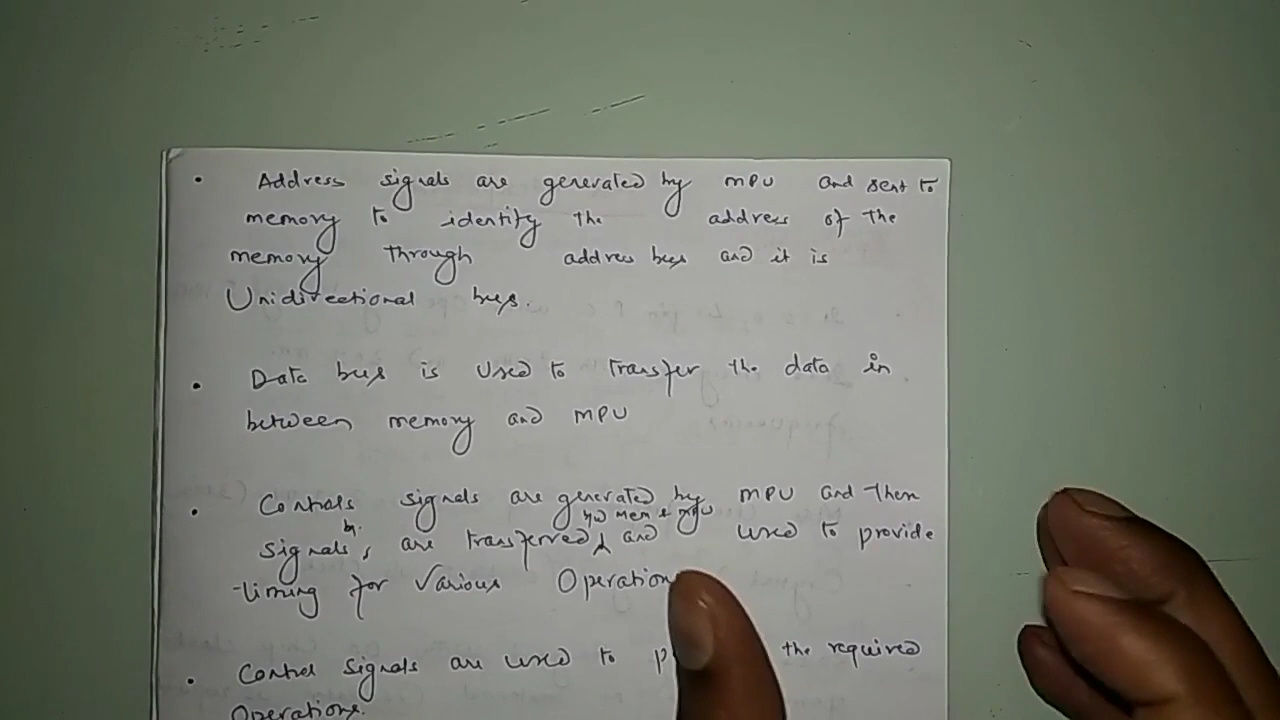 • Address signals are generated by MPU and sent to
memory to identify the address of the
memory through address bus and it is
Unidirectional bus.
• Data bus is used to transfer the data in
between memory and MPU
• Controls signals are generated by MPU and then
b/w mem & MPU
signals, are transferred and used to provide
timing for Various Operation
• Control signals are used to the required
Operations.